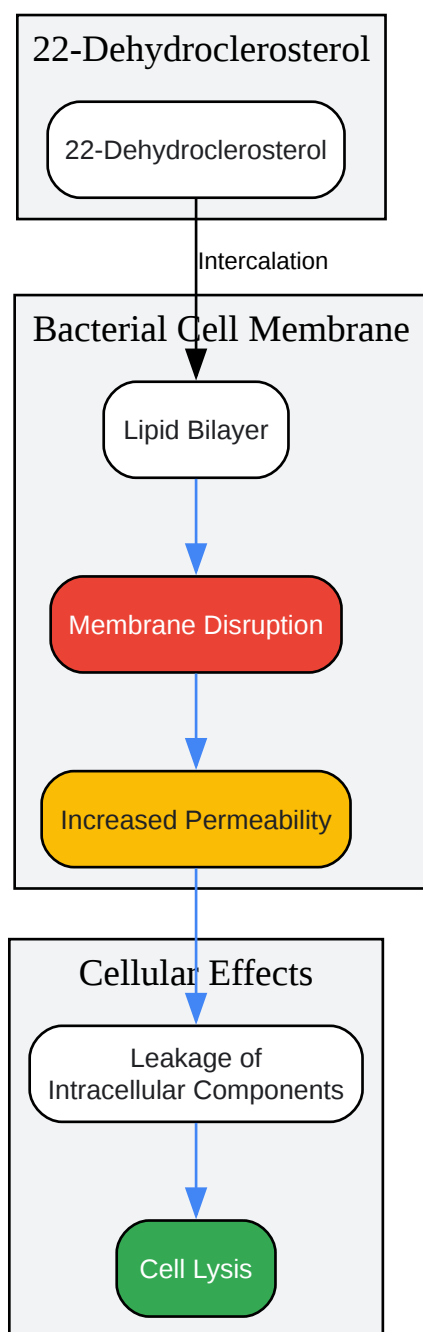 22-Dehydroclerosterol
22-Dehydroclerosterol
Intercalation
Bacterial Cell Membrane
Lipid Bilayer
Membrane Disruption
Increased Permeability
Cellular Effects
Leakage of
Intracellular Components
Cell Lysis